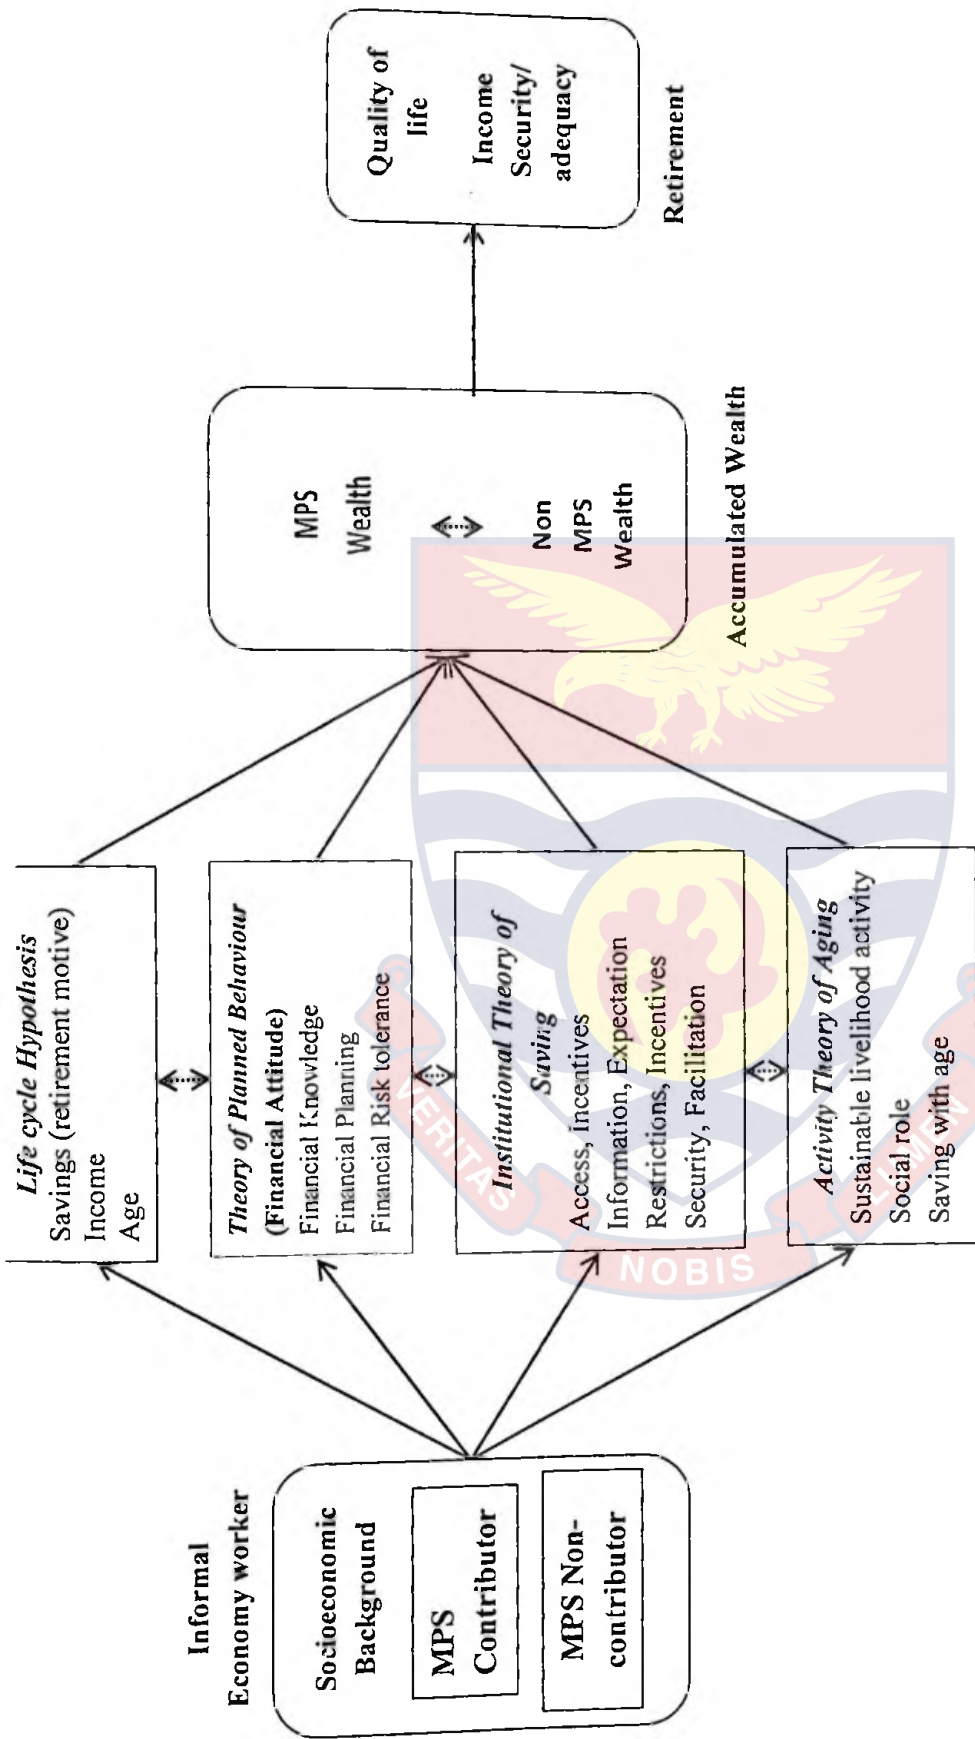 Informal
Economy worker
Socioeconomic
Background
MPS
Contributor
MPS Non-
contributor
Life cycle Hypothesis
Savings (retirement motive)
Income
Age
Theory of Planned Behaviour
(Financial Attitude)
Financial Knowledge
Financial Planning
Financial Risk tolerance
Institutional Theory of
Saving
Access, Incentives
Information, Expectation
Restrictions, Incentives
Security, Facilitation
Activity Theory of Aging
Sustainable livelihood activity
Social role
Saving with age
MPS
Wealth
Non
MPS
Wealth
Accumulated Wealth
Quality of
life
Income
Security/
adequacy
Retirement
VERITAS
NOBIS
LUMEN